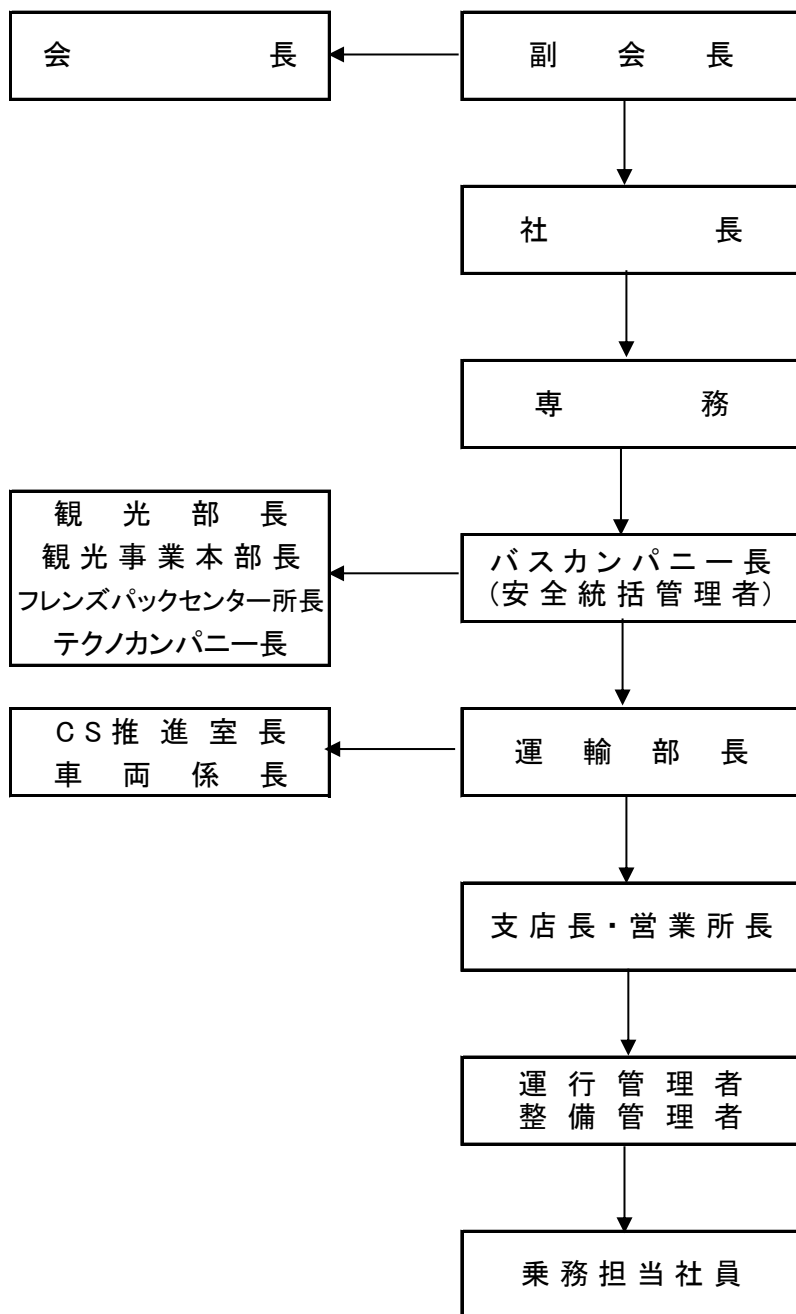 会長
副会長
社長
専務
観光部長
観光事業本部長
フレンズパックセンター所長
テクノカンパニー長
バスカンパニー長
(安全統括管理者)
CS推進室長
車両係長
運輸部長
支店長・営業所長
運行管理者
整備管理者
乗務担当社員